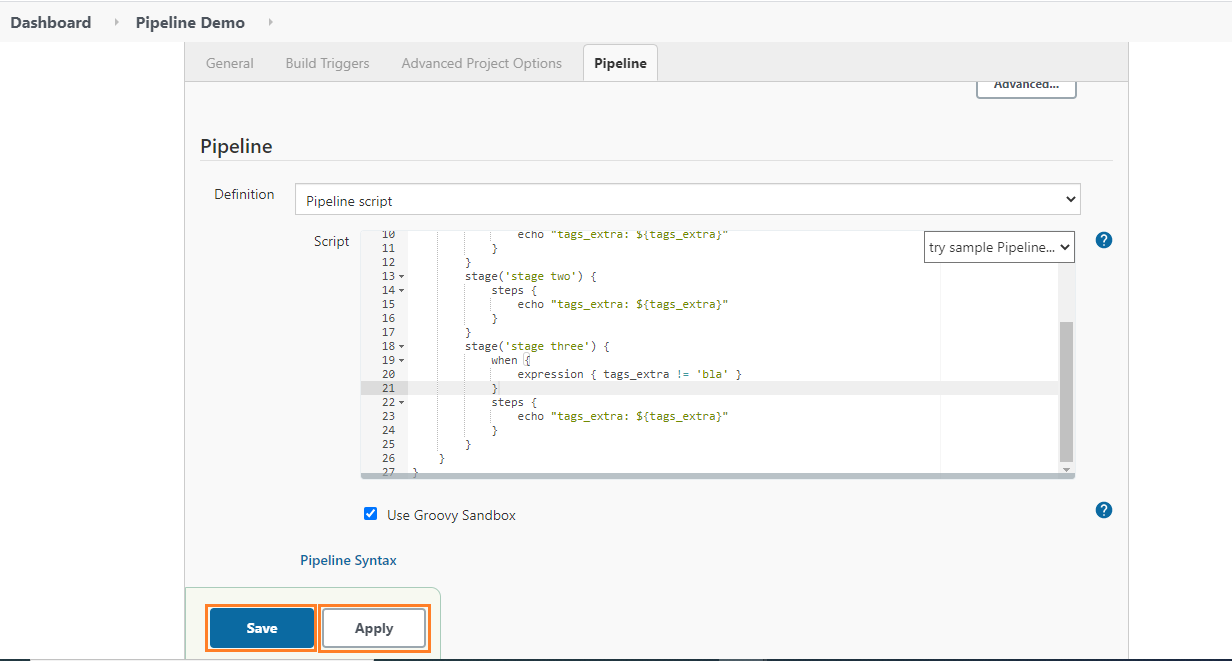 Dashboard Pipeline Demo
General Build Triggers Advanced Project Options Pipeline
Advanced...
Pipeline
Definition Pipeline script
Script
try sample Pipeline...
10 echo "tags_extra: ${tags_extra}"
11 }
12 }
13 stage('stage two') {
14 steps {
15 echo "tags_extra: ${tags_extra}"
16 }
17 }
18 stage('stage three') {
19 when {
20 expression { tags_extra != 'bla' }
21 }
22 steps {
23 echo "tags_extra: ${tags_extra}"
24 }
25 }
26 }
27 }
Use Groovy Sandbox
Pipeline Syntax
Save Apply